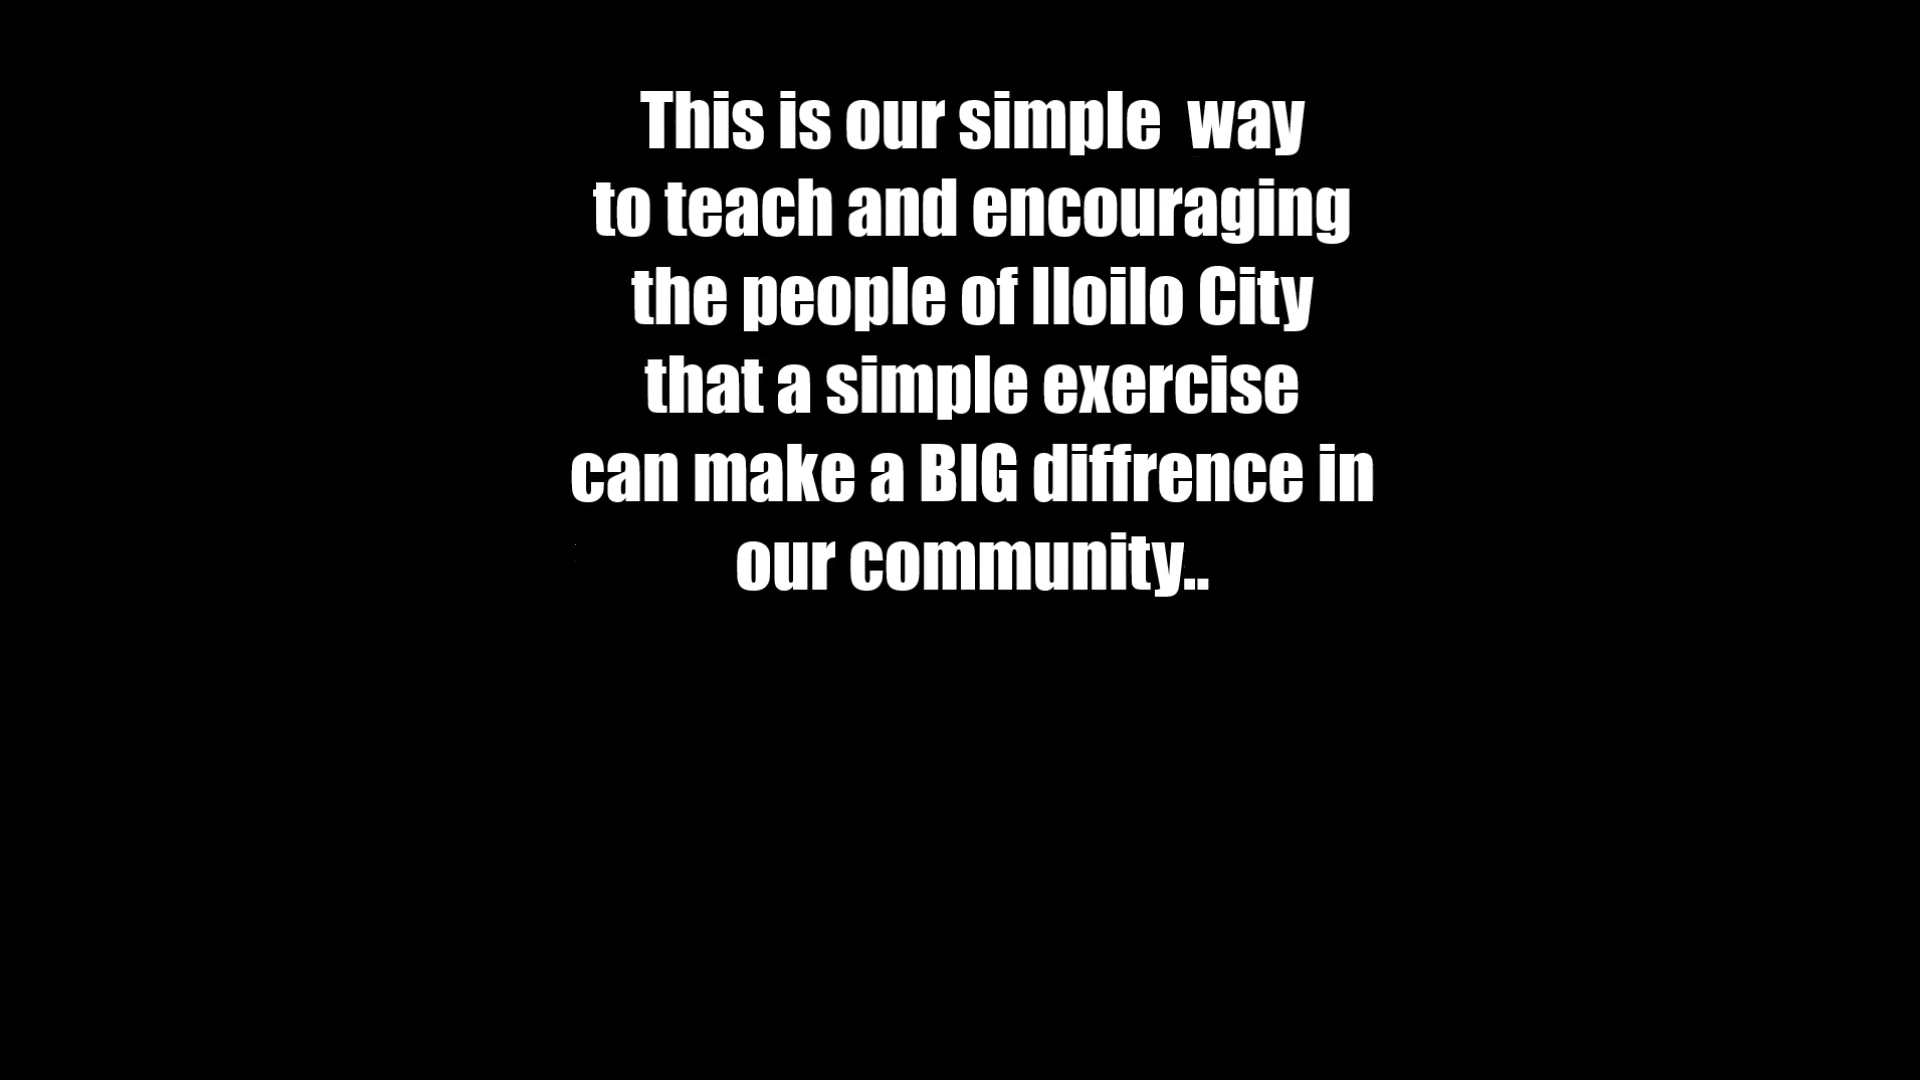 This is our simple  way
to teach and encouraging
the people of Iloilo City
that a simple exercise
can make a BIG diffrence in
our community..